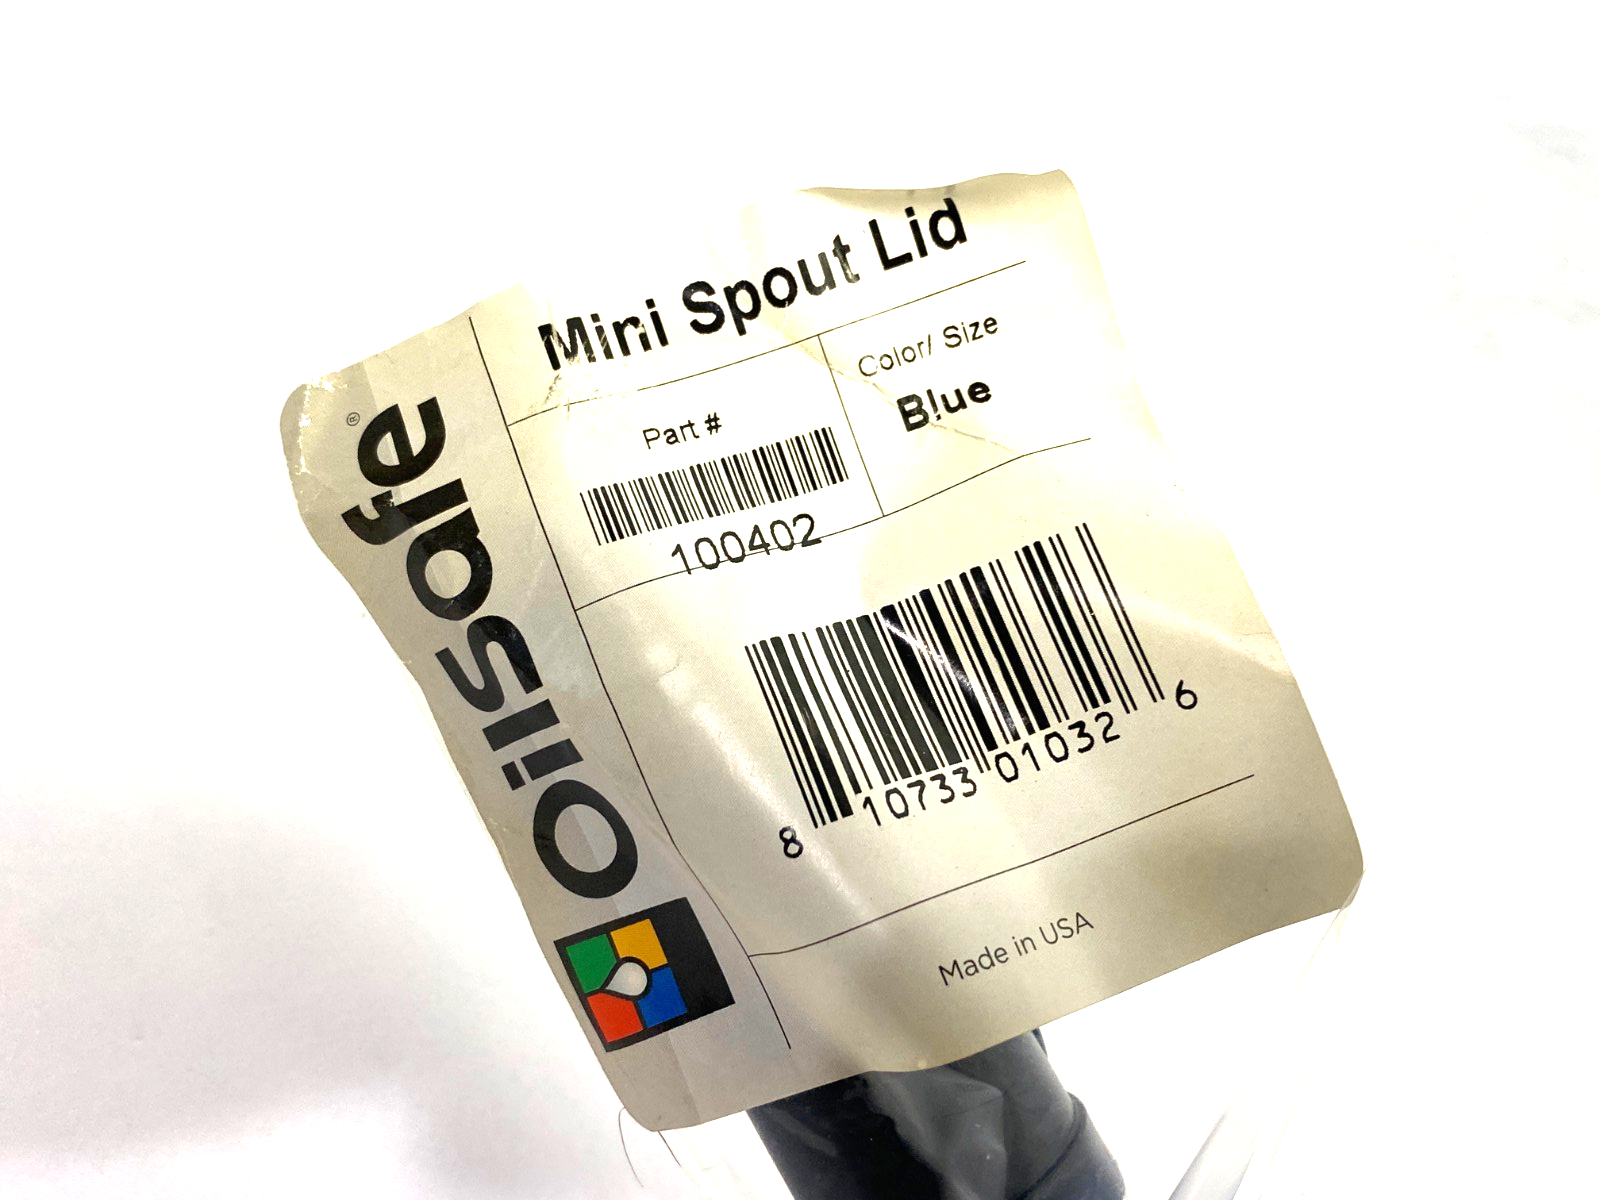 Mini Spout Lid
Part #
100402
Color/ Size
Blue
8 10733 01032 6
Made in USA
OilSafe®